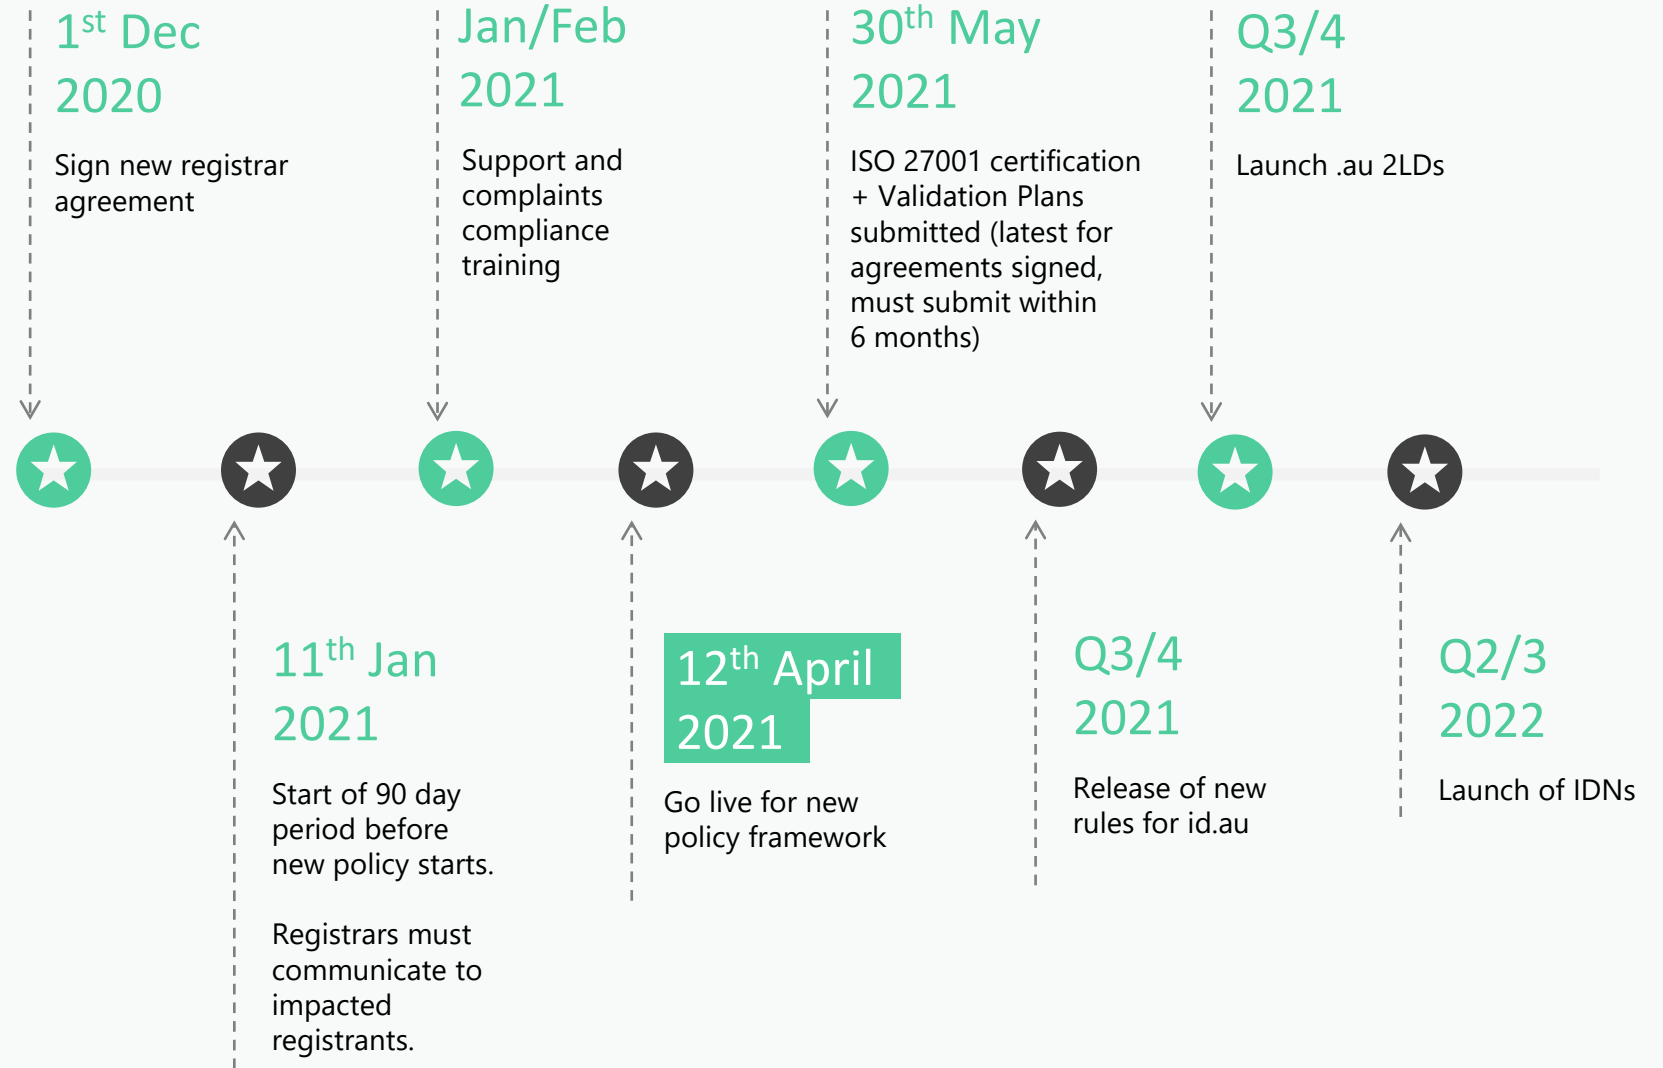 1st Dec
2020
Sign new registrar
agreement
Jan/Feb
2021
Support and
complaints
compliance
training
30th May
2021
ISO 27001 certification
+ Validation Plans
submitted (latest for
agreements signed,
must submit within
6 months)
Q3/4
2021
Launch .au 2LDs
11th Jan
2021
Start of 90 day
period before
new policy starts.
Registrars must
communicate to
impacted
registrants.
12th April
2021
Go live for new
policy framework
Q3/4
2021
Release of new
rules for id.au
Q2/3
2022
Launch of IDNs